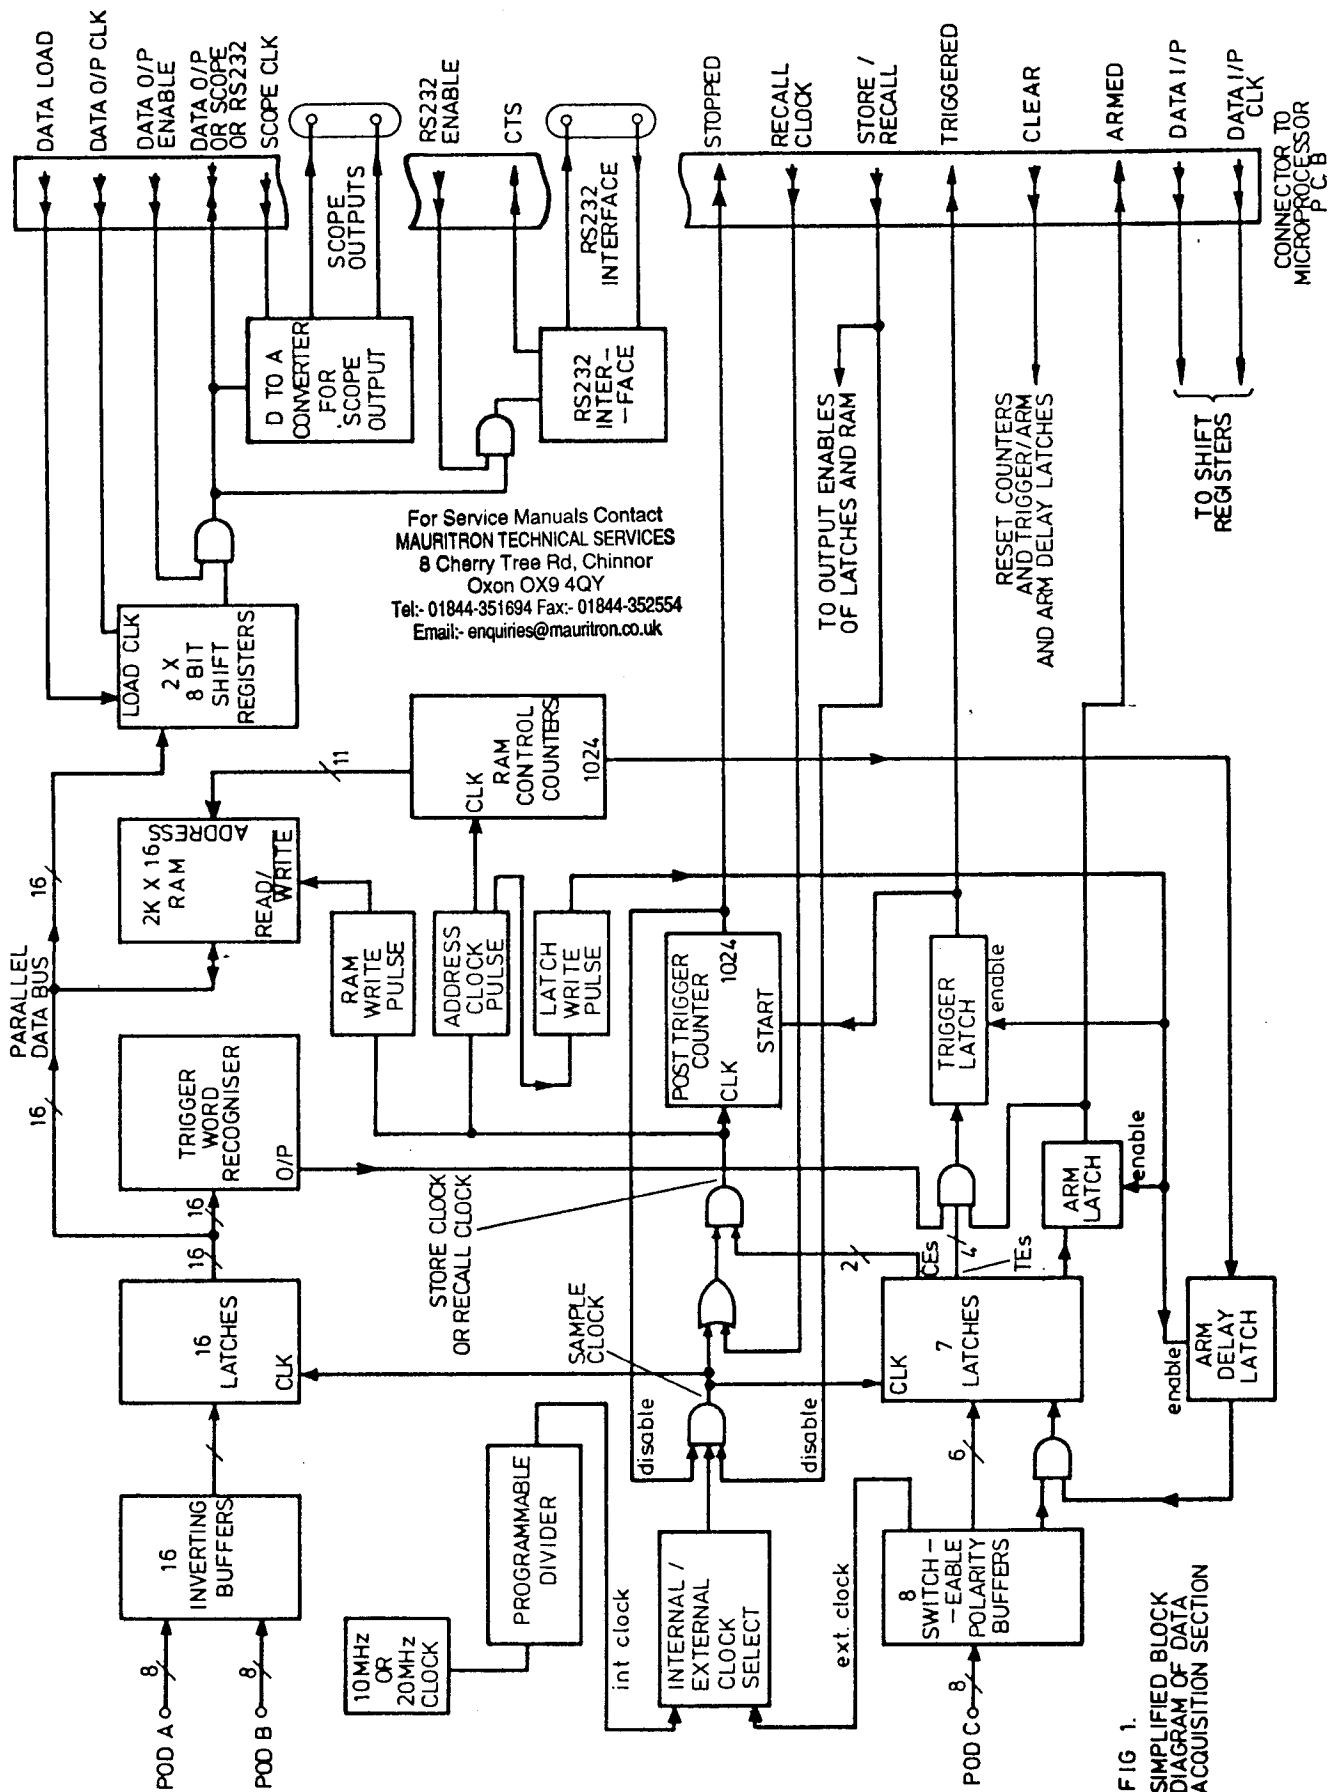 DATA LOAD
DATA O/P CLK
DATA O/P
ENABLE
DATA O/P
OR SCOPE
OR RS232
SCOPE CLK
SCOPE
OUTPUTS
RS232
ENABLE
CTS
RS232
INTERFACE
STOPPED
RECALL
CLOCK
STORE /
RECALL
TRIGGERED
CLEAR
ARMED
DATA I/P
DATA I/P
CLK
CONNECTOR TO
MICROPROCESSOR
P C B
D TO A
CONVERTER
FOR
SCOPE
OUTPUT
RS232
INTER-
-FACE
TO OUTPUT ENABLES
OF LATCHES AND RAM
RESET COUNTERS
AND TRIGGER/ARM
AND ARM DELAY LATCHES
TO SHIFT
REGISTERS
For Service Manuals Contact
MAURITRON TECHNICAL SERVICES
8 Cherry Tree Rd, Chinnor
Oxon OX9 4QY
Tel:- 01844-351694 Fax:- 01844-352554
Email:- enquiries@mauritron.co.uk
LOAD CLK
2 X
8 BIT
SHIFT
REGISTERS
11
CLK
RAM
CONTROL
COUNTERS
1024
16
2K X 16
RAM
ADDRESS
READ/
WRITE
PARALLEL
DATA BUS
16
RAM
WRITE
PULSE
ADDRESS
CLOCK
PULSE
LATCH
WRITE
PULSE
POST TRIGGER
COUNTER
1024
CLK
START
TRIGGER
LATCH
enable
TRIGGER
WORD
RECOGNISER
O/P
16
16
ARM
LATCH
enable
STORE CLOCK
OR RECALL CLOCK
SAMPLE
CLOCK
2
CEs
4
TEs
16
LATCHES
CLK
CLK
7
LATCHES
enable
ARM
DELAY
LATCH
disable
disable
6
16
INVERTING
BUFFERS
PROGRAMMABLE
DIVIDER
10MHz
OR
20MHz
CLOCK
int clock
INTERNAL /
EXTERNAL
CLOCK
SELECT
ext. clock
8
SWITCH-
-EABLE
POLARITY
BUFFERS
POD A
8
POD B
8
POD C
8
FIG 1.
SIMPLIFIED BLOCK
DIAGRAM OF DATA
ACQUISITION SECTION